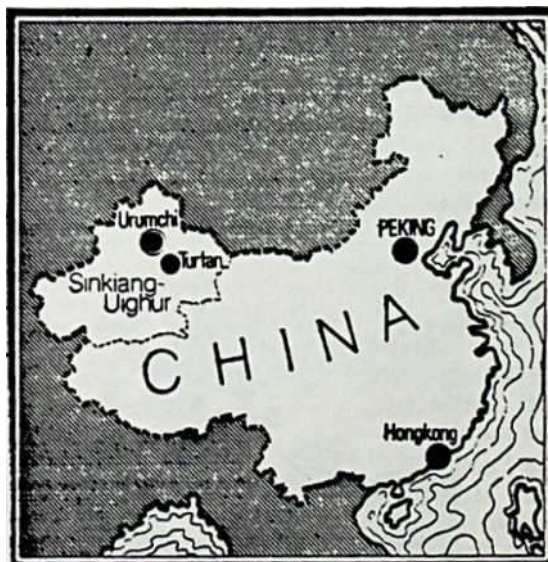 Urumchi
PEKING
Turfan
Sinkiang-
Uighur
CHINA
Hongkong